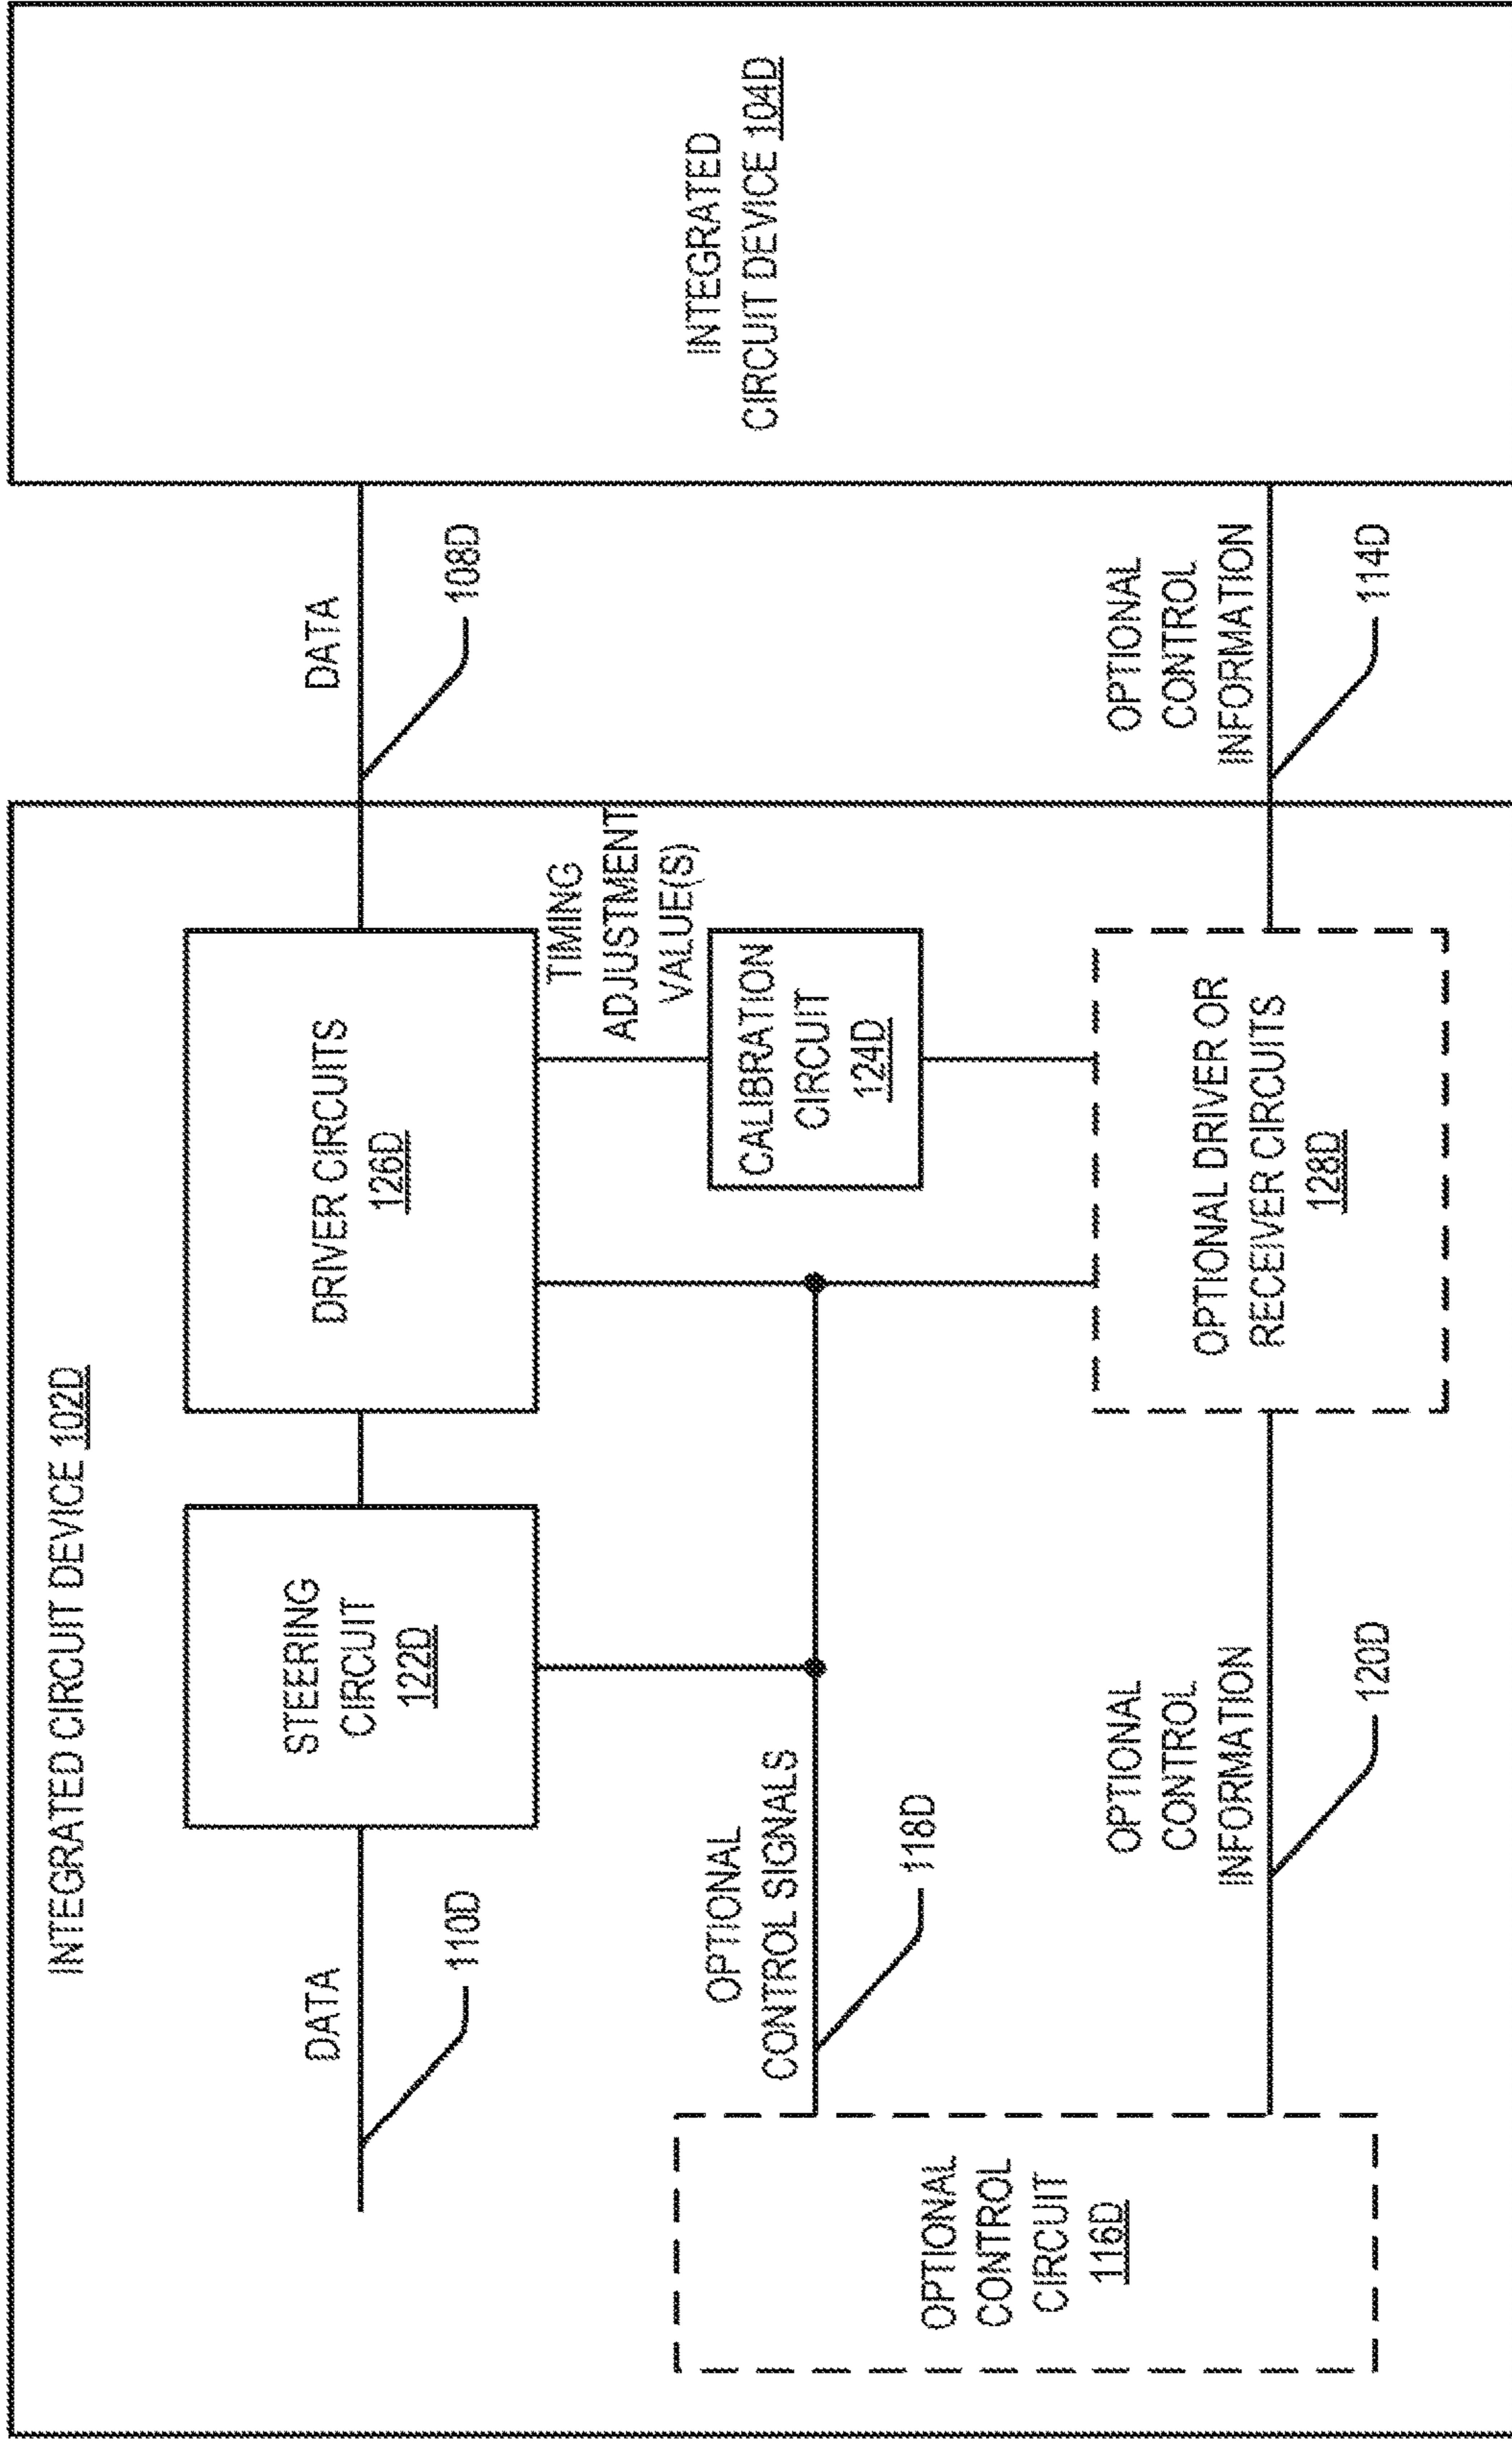 INTEGRATED CIRCUIT DEVICE 102D
DATA
110D
STEERING
CIRCUIT
122D
DRIVER CIRCUITS
126D
DATA
108D
TIMING
ADJUSTMENT
VALUE(S)
OPTIONAL
CONTROL SIGNALS
118D
CALIBRATION
CIRCUIT
124D
INTEGRATED
CIRCUIT DEVICE 104D
OPTIONAL
CONTROL
CIRCUIT
116D
OPTIONAL
CONTROL
INFORMATION
120D
OPTIONAL DRIVER OR
RECEIVER CIRCUITS
128D
OPTIONAL
CONTROL
INFORMATION
114D